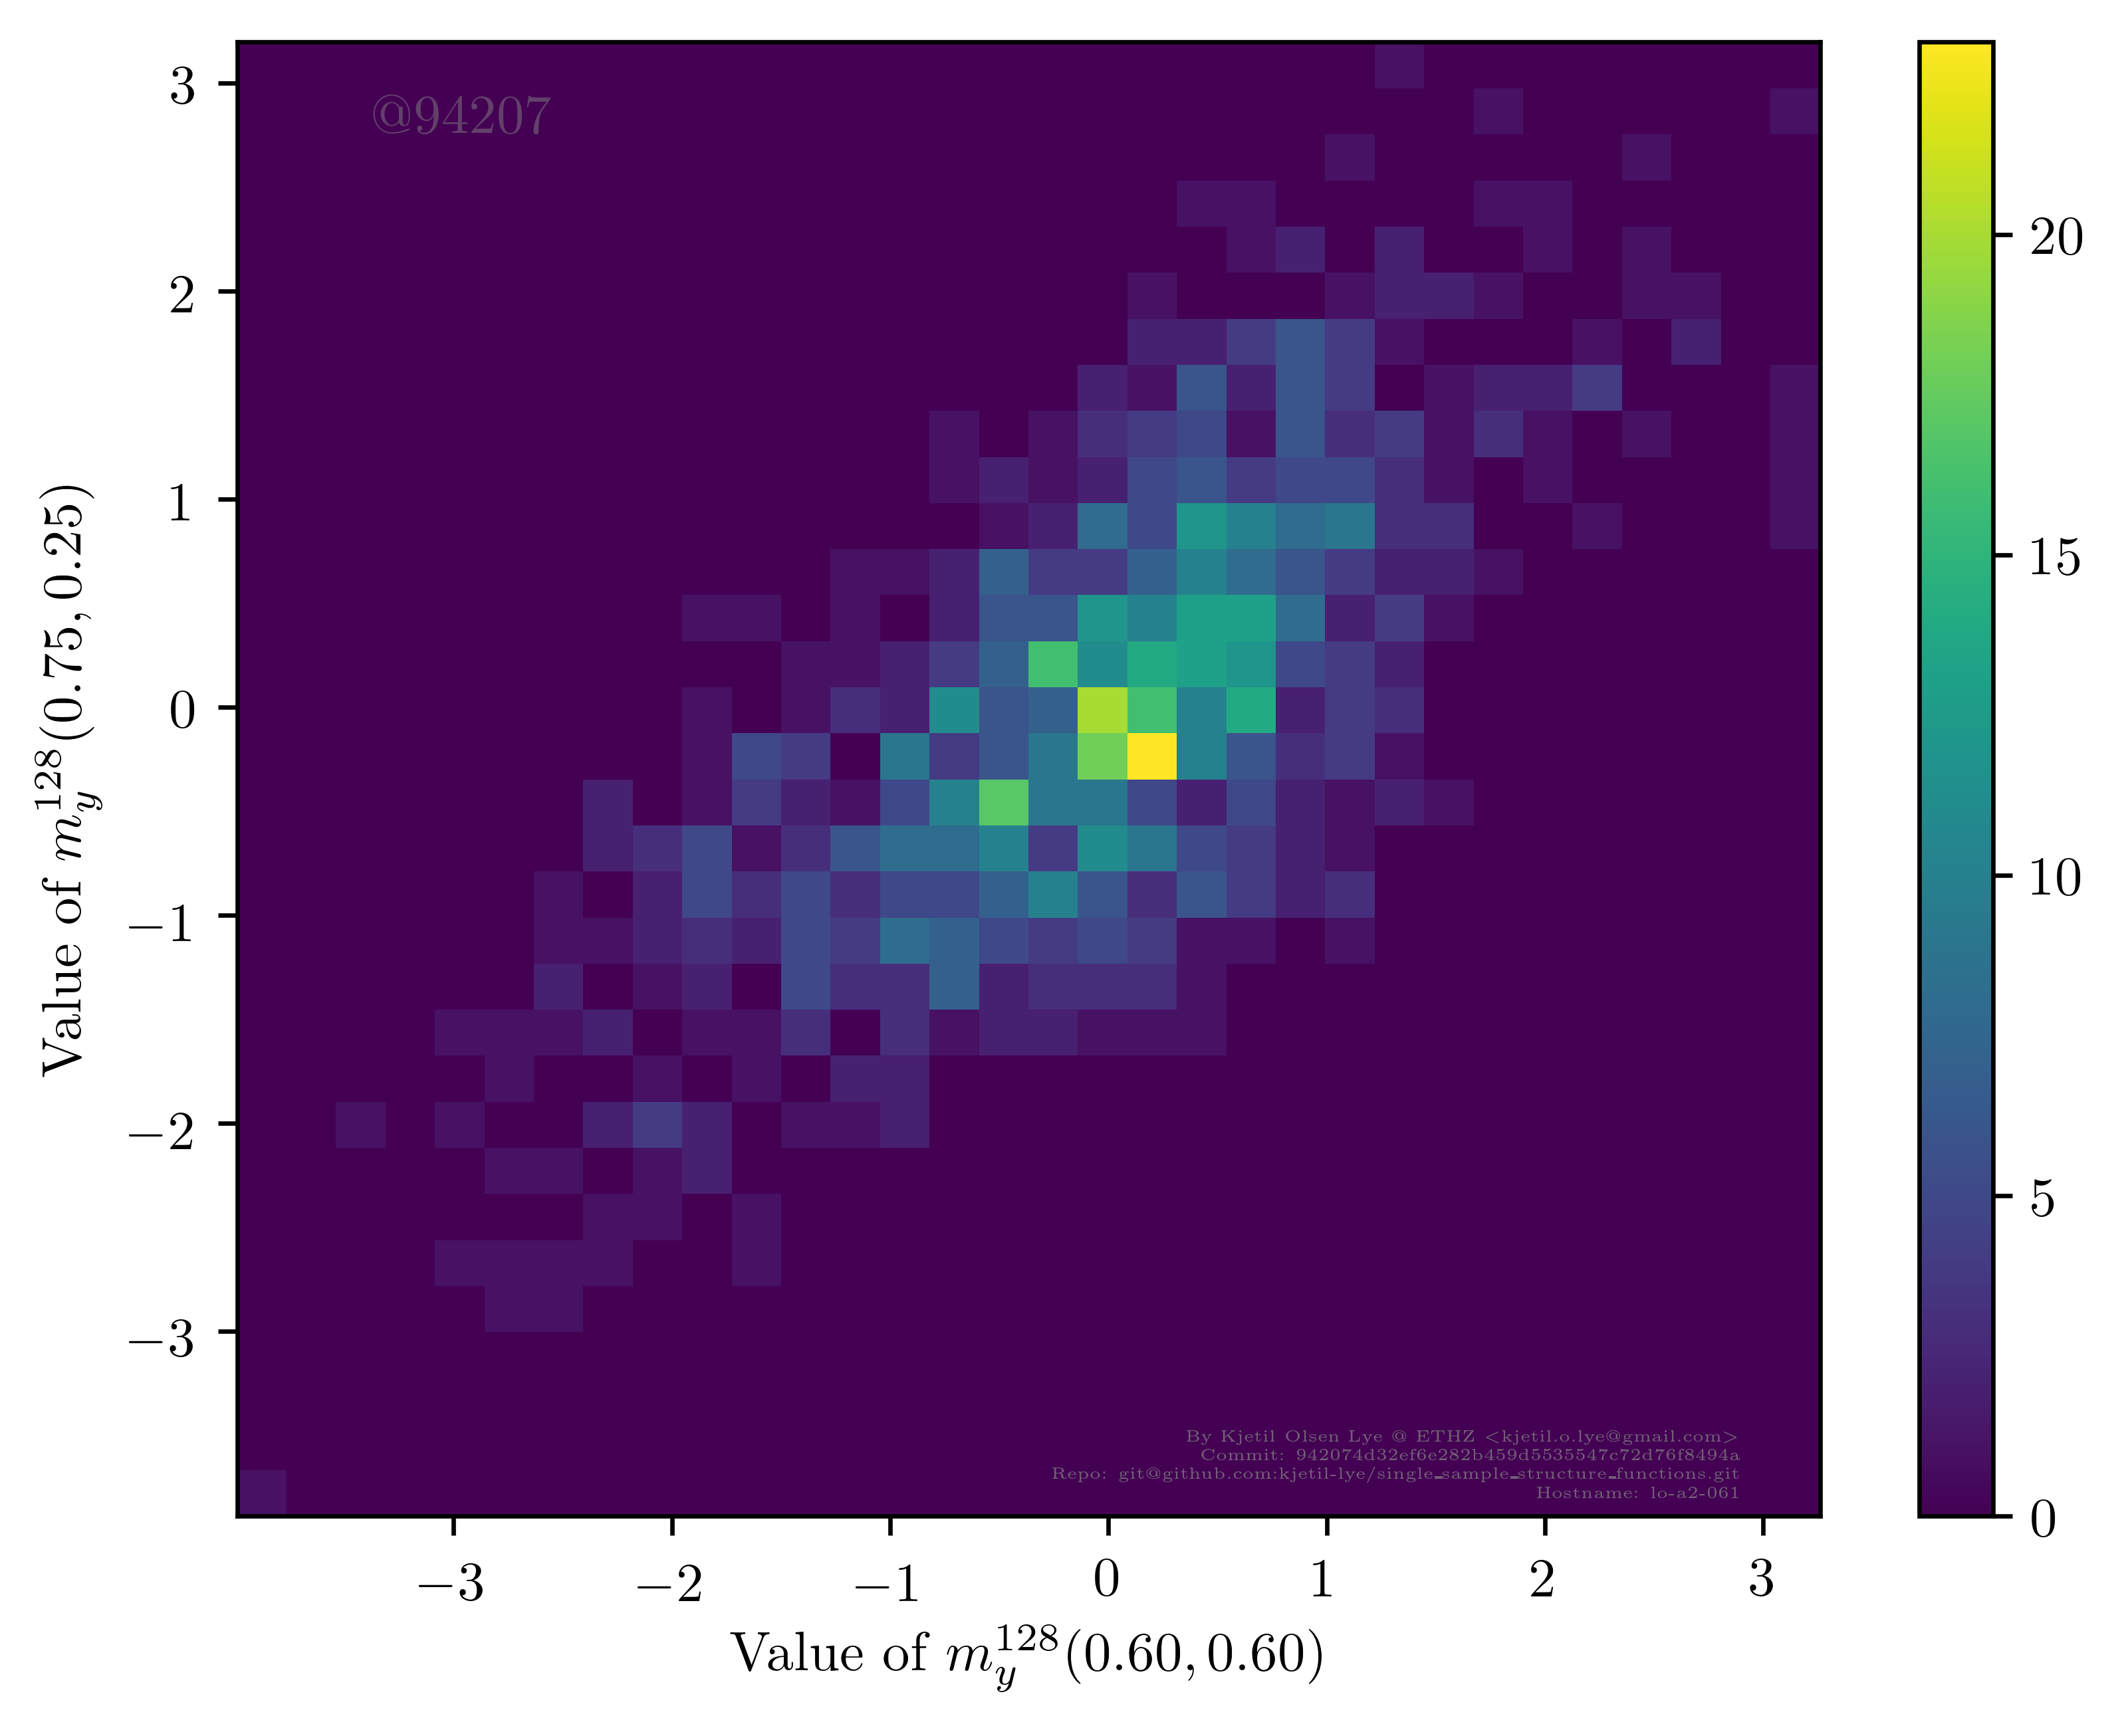 @94207
3
2
1
0
−1
−2
−3
Value of m_y^128(0.75, 0.25)
20
15
10
5
0
By Kjetil Olsen Lye @ ETHZ <kjetil.o.lye@gmail.com>
Commit: 942074d32ef6e282b459d5535547c72d76f8494a
Repo: git@github.com:kjetil-lye/single_sample_structure_functions.git
Hostname: lo-a2-061
−3 −2 −1 0 1 2 3
Value of m_y^128(0.60, 0.60)